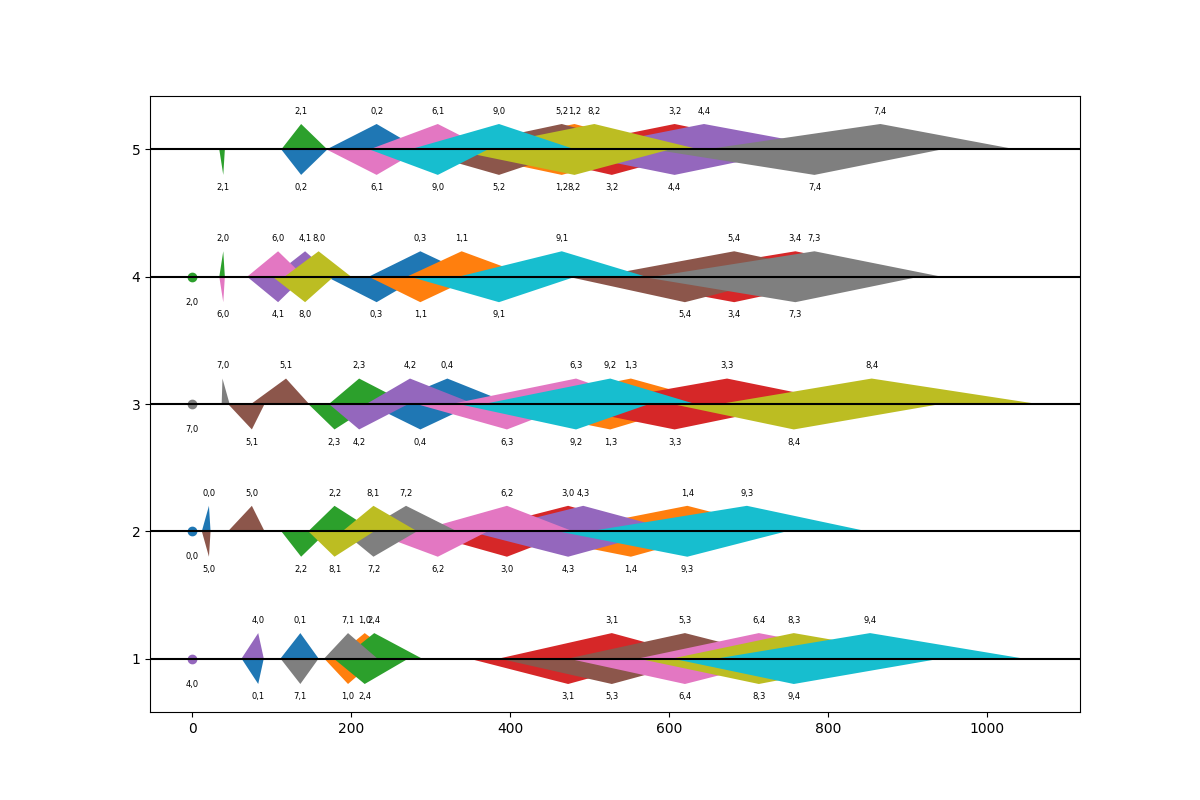 2,1 0,2 6,1 9,0 5,2 1,2 8,2 3,2 4,4 7,4
5
2,1 0,2 6,1 9,0 5,2 1,2 8,2 3,2 4,4 7,4
2,0 6,0 4,1 8,0 0,3 1,1 9,1 5,4 3,4 7,3
4
2,0 6,0 4,1 8,0 0,3 1,1 9,1 5,4 3,4 7,3
7,0 5,1 2,3 4,2 0,4 6,3 9,2 1,3 3,3 8,4
3
7,0 5,1 2,3 4,2 0,4 6,3 9,2 1,3 3,3 8,4
0,0 5,0 2,2 8,1 7,2 6,2 3,0 4,3 1,4 9,3
2
0,0 5,0 2,2 8,1 7,2 6,2 3,0 4,3 1,4 9,3
4,0 0,1 7,1 1,0 2,4 3,1 5,3 6,4 8,3 9,4
1
4,0 0,1 7,1 1,0 2,4 3,1 5,3 6,4 8,3 9,4
0 200 400 600 800 1000